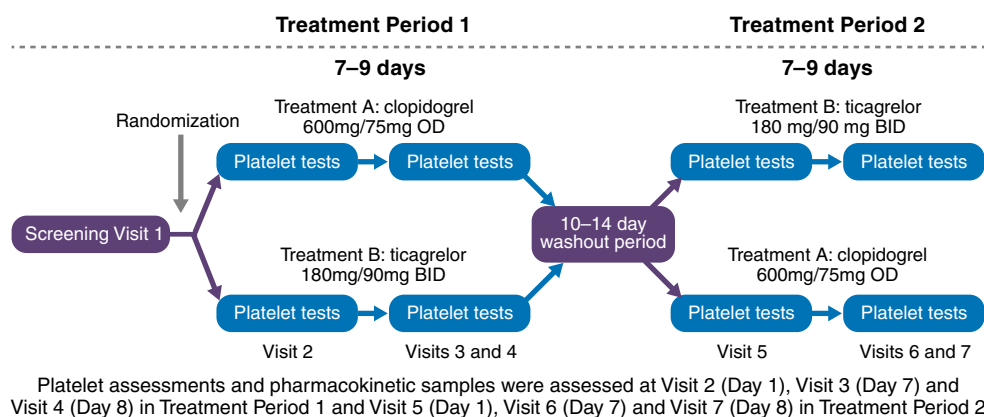 Treatment Period 1
Treatment Period 2
7–9 days
7–9 days
Randomization
Treatment A: clopidogrel
600mg/75mg OD
Treatment B: ticagrelor
180 mg/90 mg BID
Platelet tests
Platelet tests
Platelet tests
Platelet tests
Screening Visit 1
10–14 day
washout period
Treatment B: ticagrelor
180mg/90mg BID
Treatment A: clopidogrel
600mg/75mg OD
Platelet tests
Platelet tests
Platelet tests
Platelet tests
Visit 2
Visits 3 and 4
Visit 5
Visits 6 and 7
Platelet assessments and pharmacokinetic samples were assessed at Visit 2 (Day 1), Visit 3 (Day 7) and
Visit 4 (Day 8) in Treatment Period 1 and Visit 5 (Day 1), Visit 6 (Day 7) and Visit 7 (Day 8) in Treatment Period 2